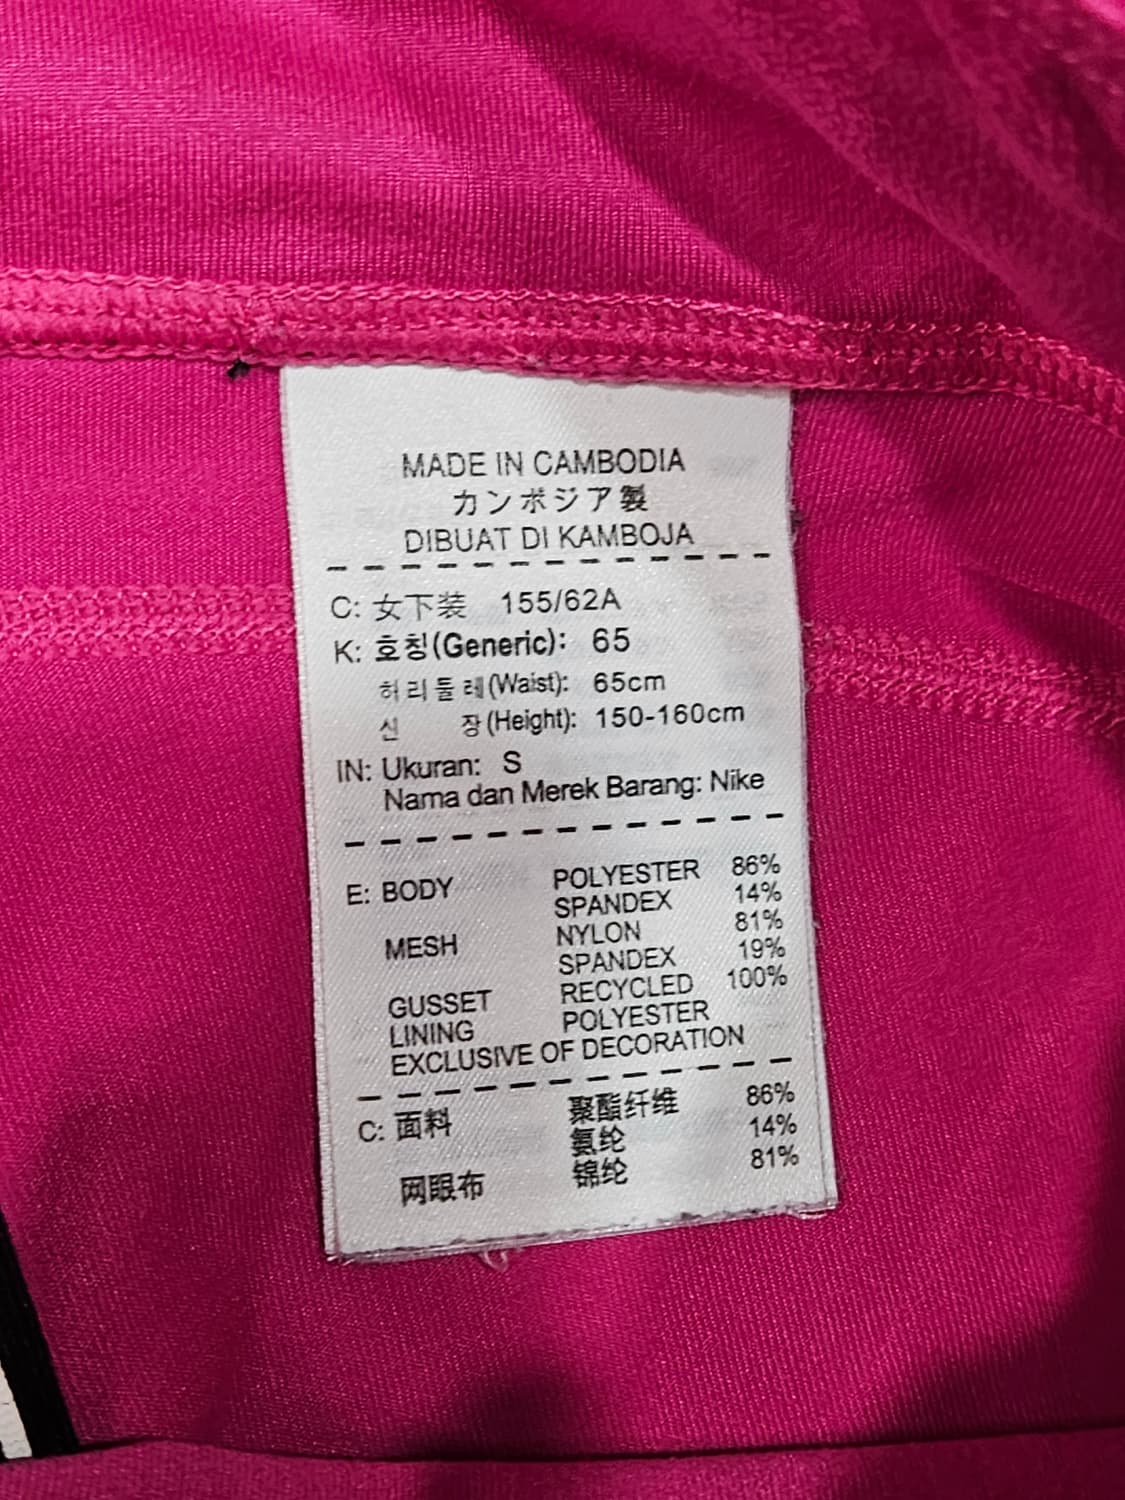 MADE IN CAMBODIA
カンボジア製
DIBUAT DI KAMBOJA
C: 女下装 155/62A
K: 호칭(Generic): 65
허리둘레(Waist): 65cm
신 장(Height): 150-160cm
IN: Ukuran: S
Nama dan Merek Barang: Nike
E: BODY POLYESTER 86%
SPANDEX 14%
MESH NYLON 81%
SPANDEX 19%
GUSSET RECYCLED 100%
LINING POLYESTER
EXCLUSIVE OF DECORATION
C: 面料 聚酯纤维 86%
氨纶 14%
网眼布 锦纶 81%